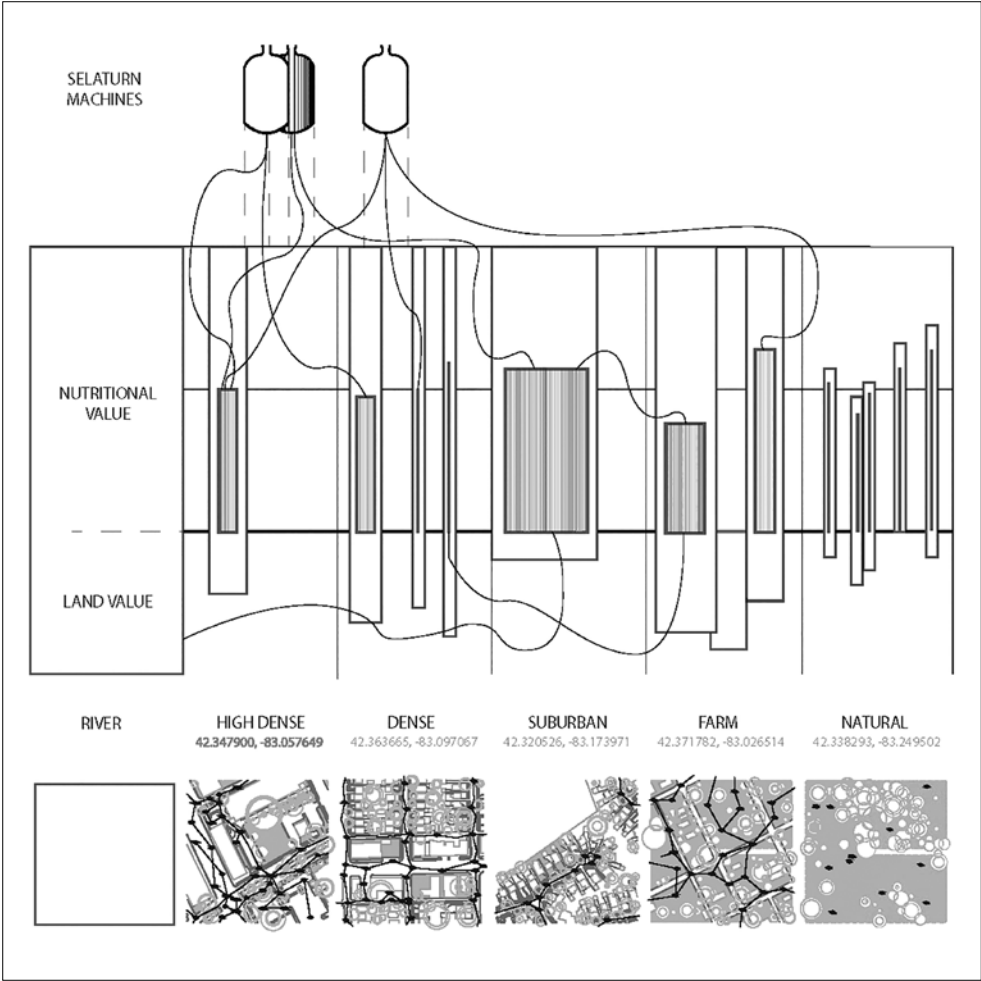 SELATURN
MACHINES
NUTRITIONAL
VALUE
LAND VALUE
RIVER
HIGH DENSE
42.347900, -83.057649
DENSE
42.363665, -83.097067
SUBURBAN
42.320526, -83.173971
FARM
42.371782, -83.026514
NATURAL
42.338293, -83.249502